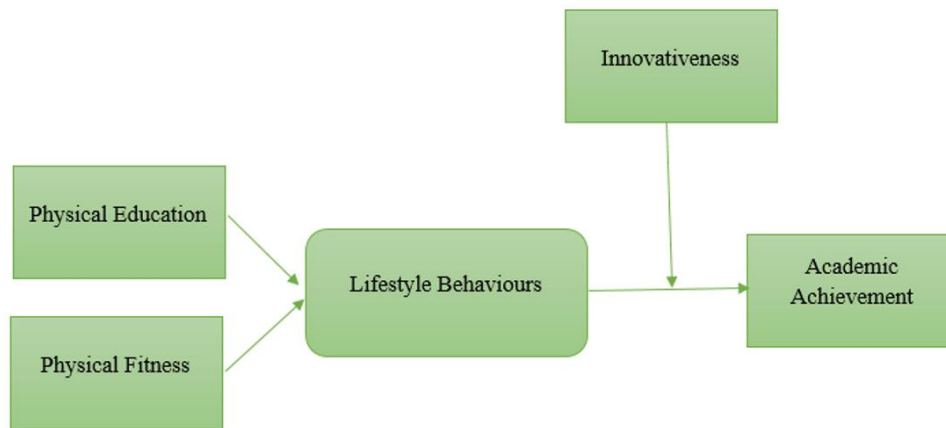 Innovativeness
Physical Education
Lifestyle Behaviours
Academic
Achievement
Physical Fitness